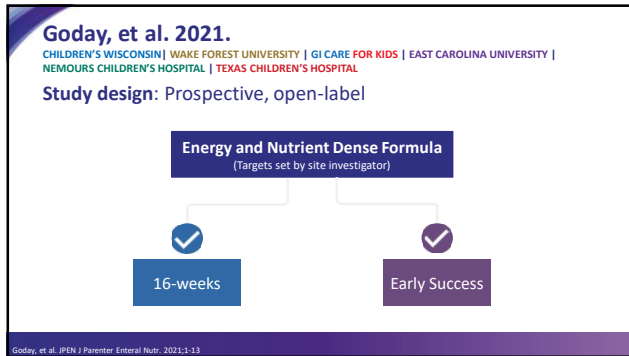 Goday, et al. 2021.
CHILDREN'S WISCONSIN| WAKE FOREST UNIVERSITY | GI CARE FOR KIDS | EAST CAROLINA UNIVERSITY |
NEMOURS CHILDREN'S HOSPITAL | TEXAS CHILDREN'S HOSPITAL
Study design: Prospective, open-label
Energy and Nutrient Dense Formula
(Targets set by site investigator)
16-weeks
Early Success
Goday, et al. JPEN J Parenter Enteral Nutr. 2021;1-13